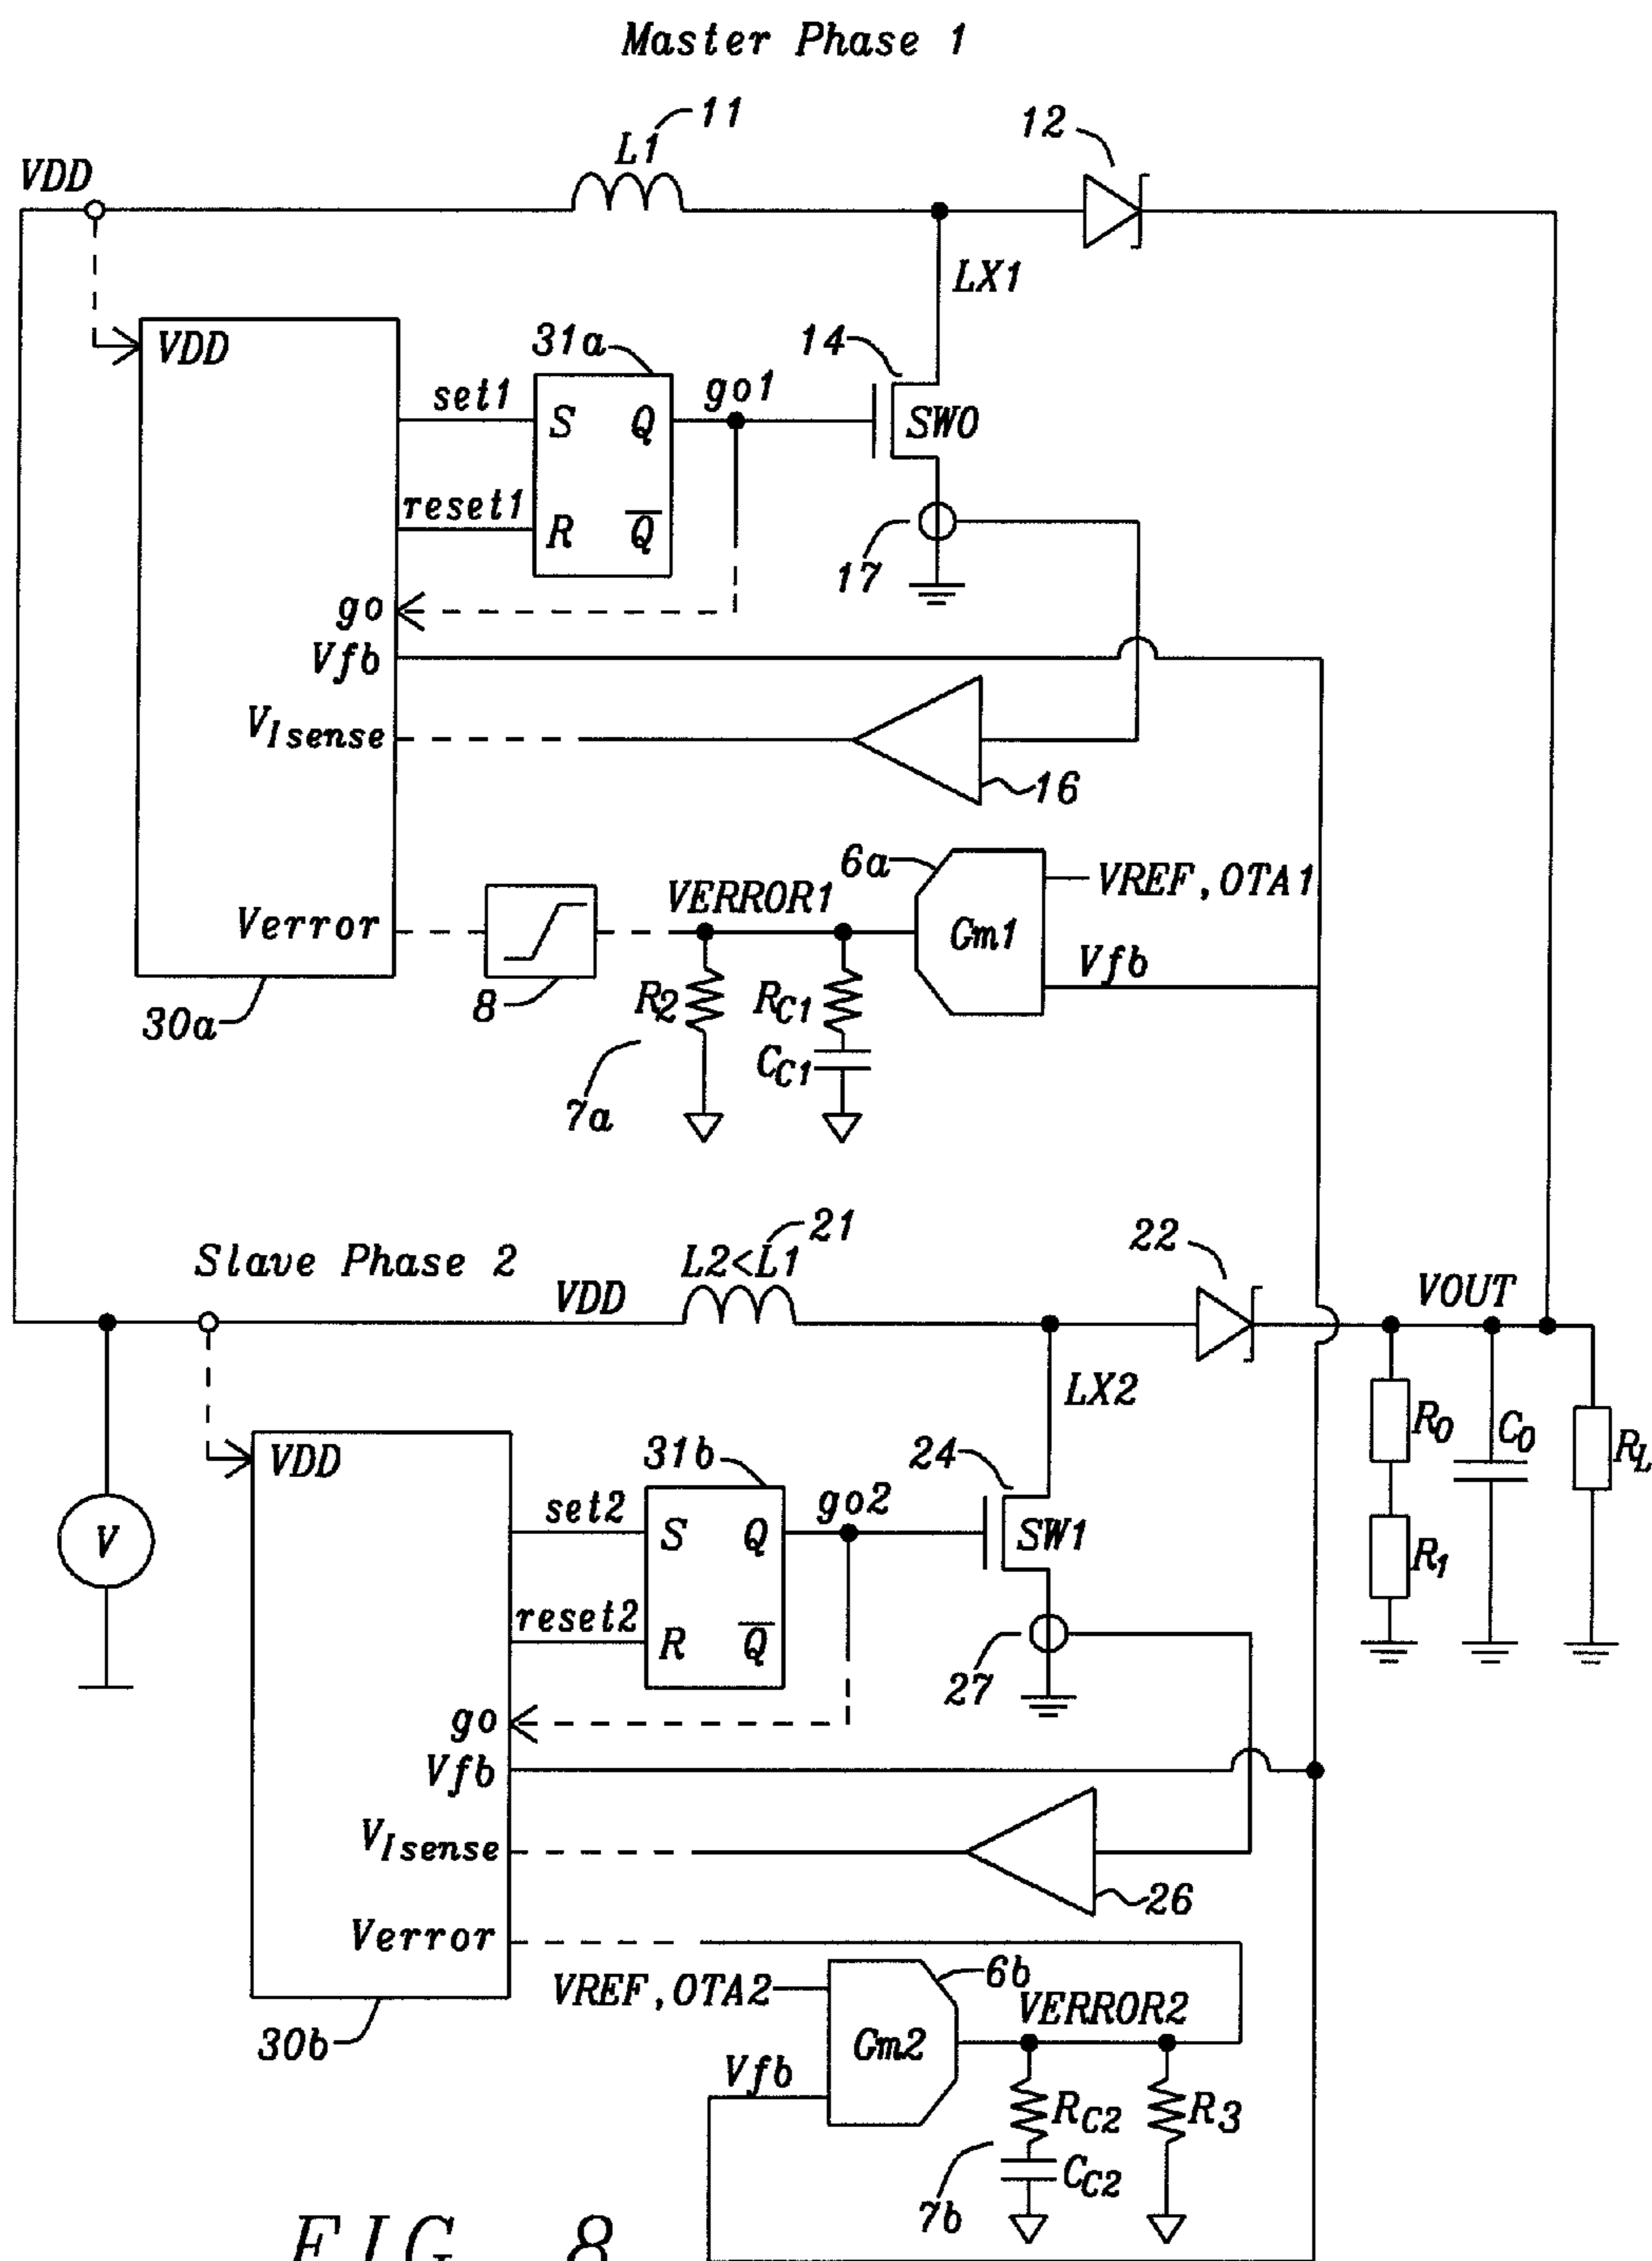 Master Phase 1
11
L1
12
VDD
LX1
VDD
31a
14
set1
S
Q
go1
SW0
reset1
R
Q̅
17
go
Vfb
VIsense
16
6a
VREF,OTA1
VERROR1
Verror
Gm1
Vfb
8
R2
RC1
30a
CC1
7a
21
Slave Phase 2
L2<L1
22
VDD
VOUT
LX2
VDD
31b
24
R0
C0
RL
set2
S
Q
go2
SW1
V
R1
reset2
R
Q̅
27
go
Vfb
VIsense
26
Verror
6b
VREF,OTA2
VERROR2
30b
Gm2
Vfb
RC2
R3
CC2
7b
FIG. 8